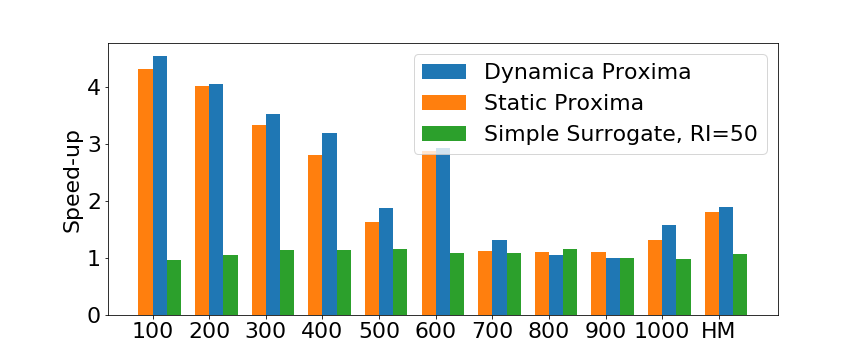 Dynamica Proxima
Static Proxima
Simple Surrogate, RI=50
Speed-up
4
3
2
1
0
100 200 300 400 500 600 700 800 900 1000 HM